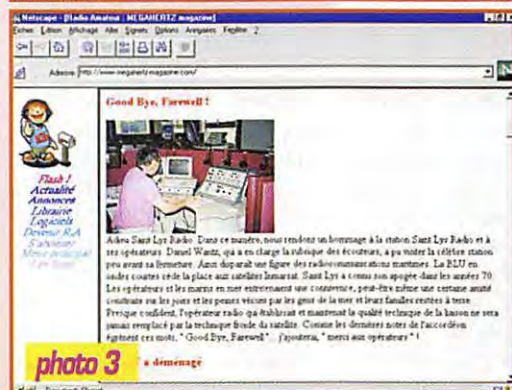 Netscape - [Radio Amateur : MEGAHERTZ magazine]
Fichier Edition Affichage Aller Signets Options Annuaires Fenêtre ?
Adresse http://www.megahertz-magazine.com/
Flash !
Actualité
Annonces
Librairie
Logiciels
Devenir R.A
S'abonner
Menu principal
Good Bye, Farewell !
Adieu Saint Lys Radio. Dans ce numéro, nous rendons un hommage à la station Saint Lys Radio et à
ses opérateurs. Daniel Wantz, qui a en charge la rubrique des écouteurs, a pu visiter la célèbre station
peu avant sa fermeture. Ainsi disparaît une figure des radiocommunications maritimes. La BLU en
ondes courtes cède la place aux satellites Inmarsat. Saint Lys a connu son apogée dans les années 70.
Les opérateurs et les marins en mer entretenaient une connivence, peut-être même une certaine amitié
construite sur les joies et les peines vécues par les gens de la mer et leurs familles restées à terre.
Presque confident, l'opérateur radio qui établissait et maintenait la qualité technique de la liaison ne sera
jamais remplacé par la technique froide du satellite. Comme les dernières notes de l'accordéon
égrènent ces mots, " Good Bye, Farewell "... j'ajouterai, " merci aux opérateurs " !
a déménagé
photo 3